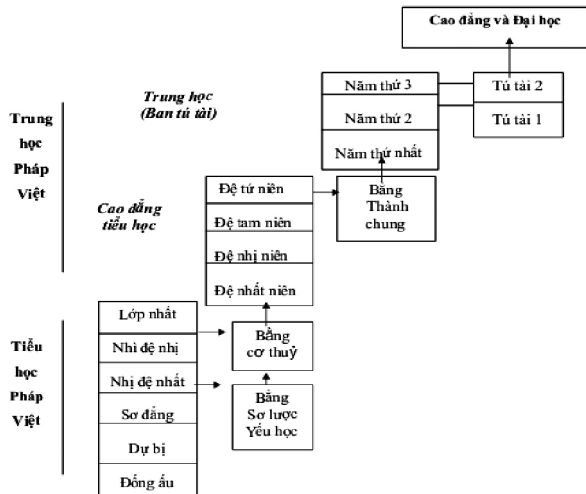 Cao đẳng và Đại học
Trung
học
Pháp
Việt
Trung học
(Ban tú tài)
Năm thứ 3
Năm thứ 2
Năm thứ nhất
Tú tài 2
Tú tài 1
Cao đẳng
tiểu học
Đệ tứ niên
Đệ tam niên
Đệ nhị niên
Đệ nhất niên
Bằng
Thành
chung
Tiểu
học
Pháp
Việt
Lớp nhất
Nhì đệ nhị
Nhị đệ nhất
Sơ đẳng
Dự bị
Đồng ấu
Bằng
cơ thuỷ
Bằng
Sơ lược
Yếu học